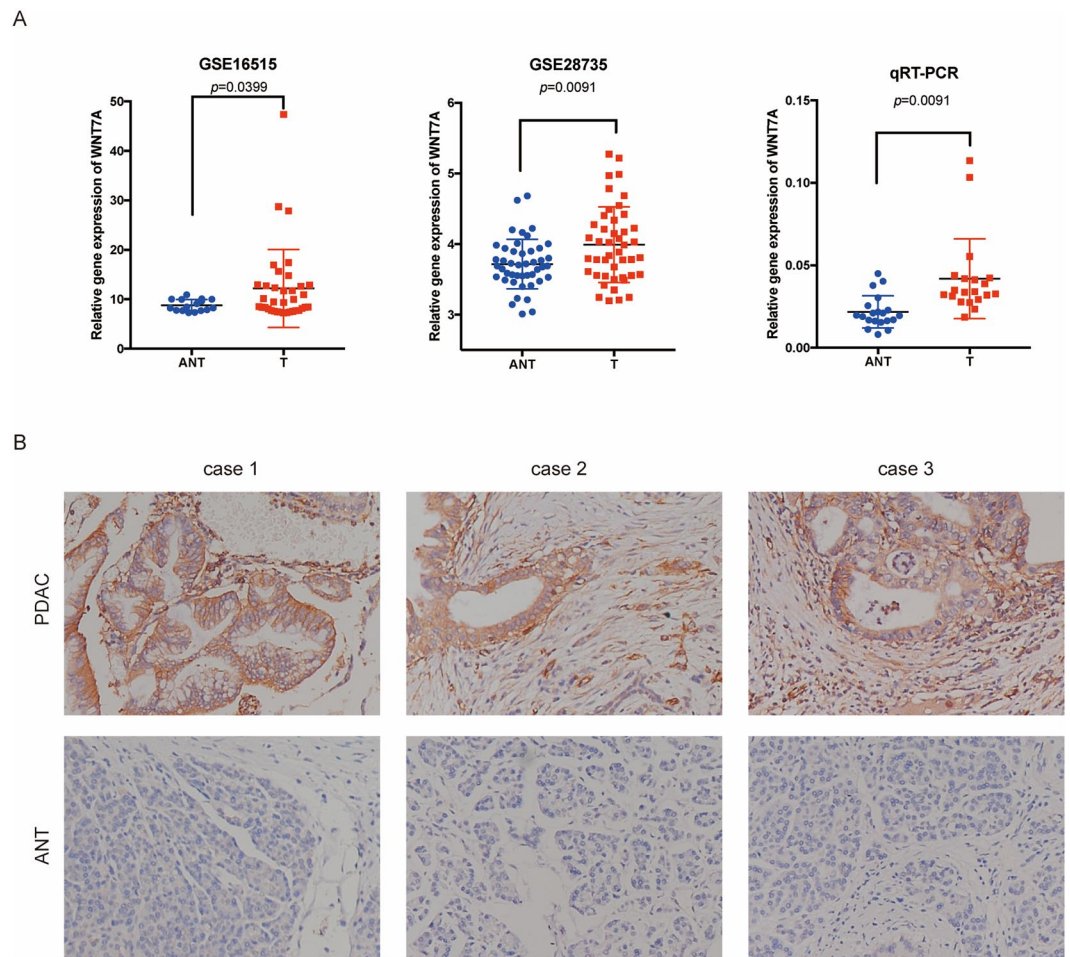 A
GSE16515
p=0.0399
Relative gene expression of WNT7A
50
40
30
20
10
0
ANT
T
GSE28735
p=0.0091
Relative gene expression of WNT7A
6
5
4
3
ANT
T
qRT-PCR
p=0.0091
Relative gene expression of WNT7A
0.15
0.10
0.05
0.00
ANT
T
B
case 1
case 2
case 3
PDAC
ANT